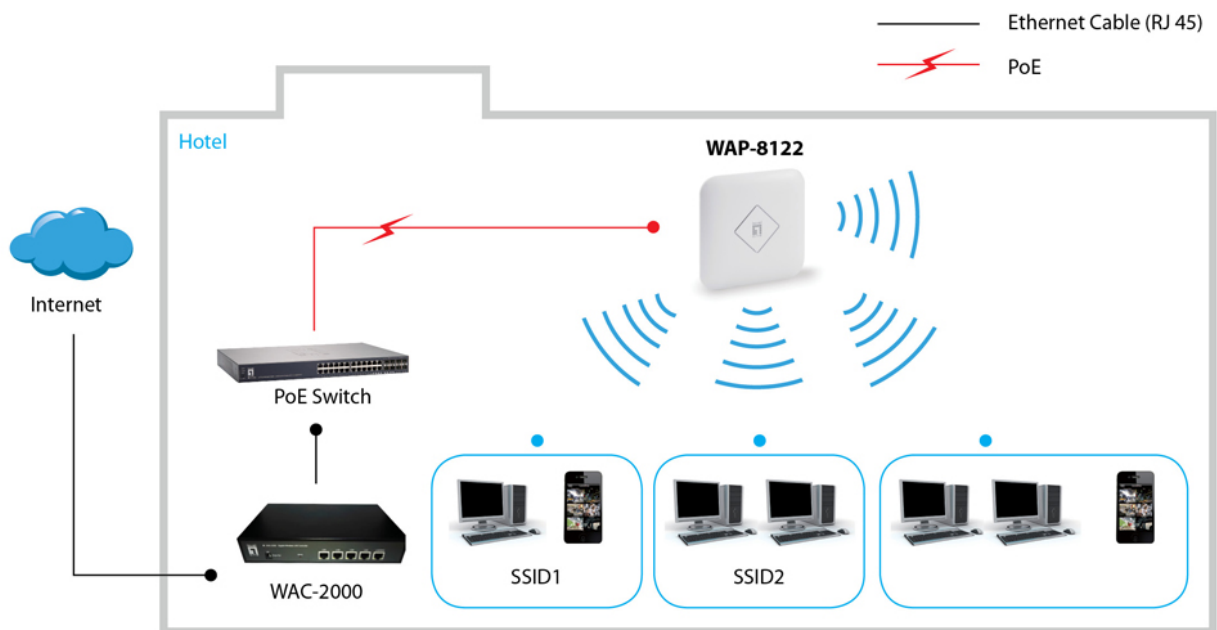 Ethernet Cable (RJ 45)
PoE
Hotel
WAP-8122
Internet
PoE Switch
WAC-2000
SSID1
SSID2